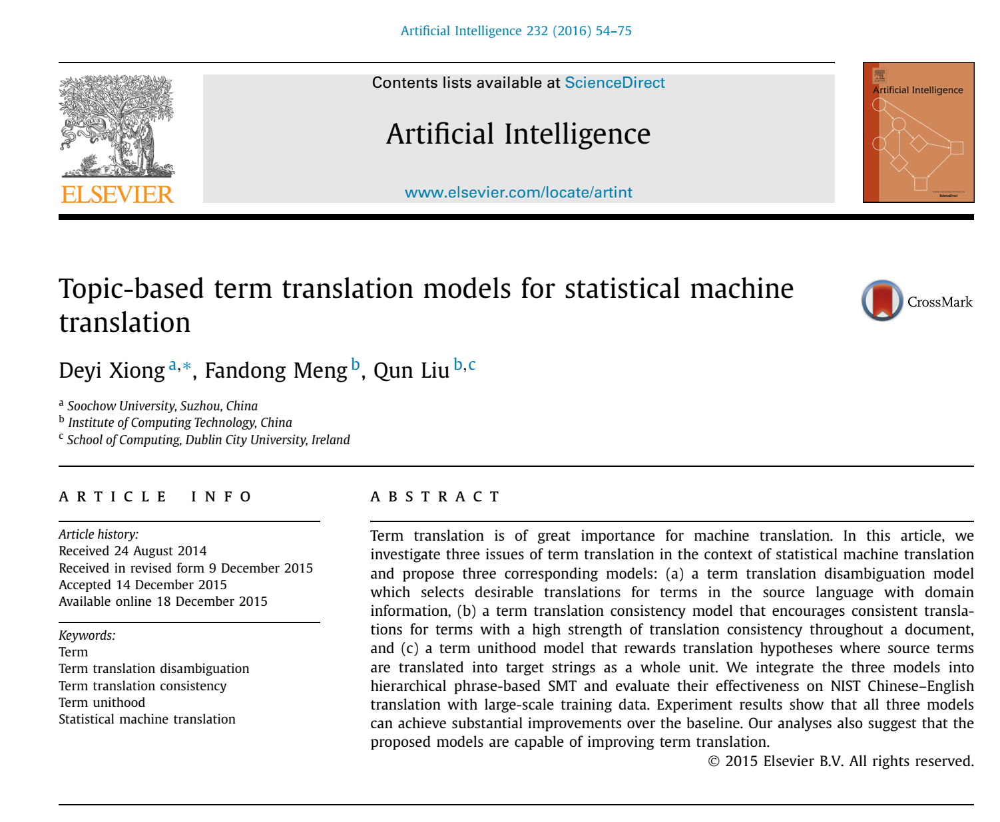 Artificial Intelligence 232 (2016) 54–75
Contents lists available at ScienceDirect
Artificial Intelligence
www.elsevier.com/locate/artint
NON SOLUS
ELSEVIER
Artificial Intelligence
ScienceDirect
Topic-based term translation models for statistical machine
translation
CrossMark
Deyi Xiong a,∗, Fandong Meng b, Qun Liu b,c
a Soochow University, Suzhou, China
b Institute of Computing Technology, China
c School of Computing, Dublin City University, Ireland
ARTICLE INFO
Article history:
Received 24 August 2014
Received in revised form 9 December 2015
Accepted 14 December 2015
Available online 18 December 2015
Keywords:
Term
Term translation disambiguation
Term translation consistency
Term unithood
Statistical machine translation
ABSTRACT
Term translation is of great importance for machine translation. In this article, we
investigate three issues of term translation in the context of statistical machine translation
and propose three corresponding models: (a) a term translation disambiguation model
which selects desirable translations for terms in the source language with domain
information, (b) a term translation consistency model that encourages consistent transla-
tions for terms with a high strength of translation consistency throughout a document,
and (c) a term unithood model that rewards translation hypotheses where source terms
are translated into target strings as a whole unit. We integrate the three models into
hierarchical phrase-based SMT and evaluate their effectiveness on NIST Chinese–English
translation with large-scale training data. Experiment results show that all three models
can achieve substantial improvements over the baseline. Our analyses also suggest that the
proposed models are capable of improving term translation.
© 2015 Elsevier B.V. All rights reserved.